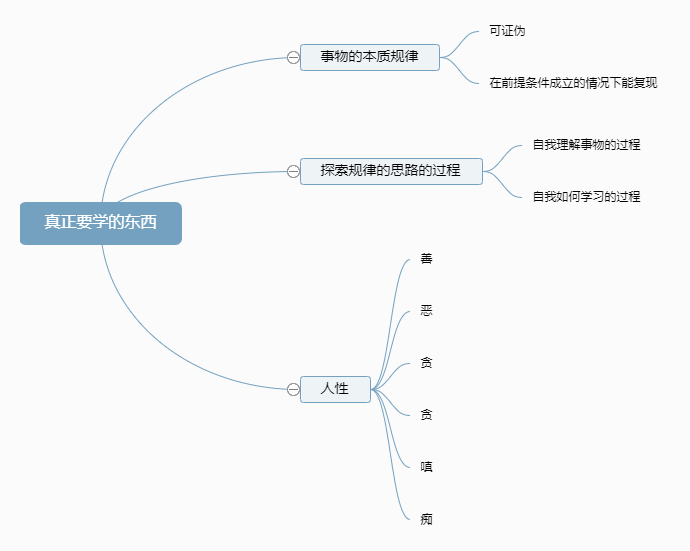 真正要学的东西
事物的本质规律
可证伪
在前提条件成立的情况下能复现
探索规律的思路的过程
自我理解事物的过程
自我如何学习的过程
人性
善
恶
贪
贪
嗔
痴